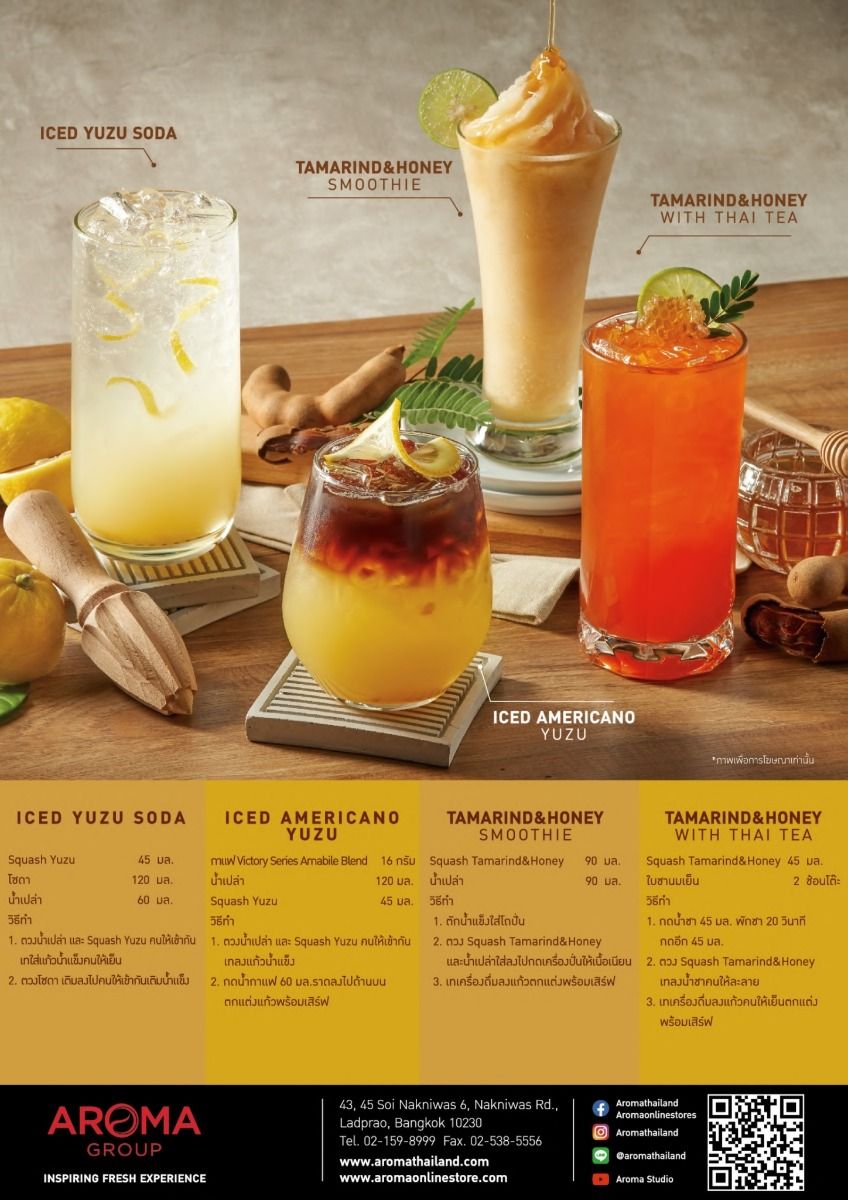 ICED YUZU SODA
TAMARIND&HONEY
SMOOTHIE
TAMARIND&HONEY
WITH THAI TEA
ICED AMERICANO
YUZU
*ภาพเพื่อการโฆษณาเท่านั้น
ICED YUZU SODA
Squash Yuzu 45 มล.
โซดา 120 มล.
น้ำเปล่า 60 มล.
วิธีทำ
1. ตวงน้ำเปล่า และ Squash Yuzu คนให้เข้ากัน
เทใส่แก้วน้ำแข็งคนให้เย็น
2. ตวงโซดา เติมลงไปคนให้เข้ากันเติมน้ำแข็ง
ICED AMERICANO
YUZU
กาแฟ Victory Series Amabile Blend 16 กรัม
น้ำเปล่า 120 มล.
Squash Yuzu 45 มล.
วิธีทำ
1. ตวงน้ำเปล่า และ Squash Yuzu คนให้เข้ากัน
เทลงแก้วน้ำแข็ง
2. กดน้ำกาแฟ 60 มล.ราดลงไปด้านบน
ตกแต่งแก้วพร้อมเสิร์ฟ
TAMARIND&HONEY
SMOOTHIE
Squash Tamarind&Honey 90 มล.
น้ำเปล่า 90 มล.
วิธีทำ
1. ตักน้ำแข็งใส่โถปั่น
2. ตวง Squash Tamarind&Honey
และน้ำเปล่าใส่ลงไปกดเครื่องปั่นให้เนื้อเนียน
3. เทเครื่องดื่มลงแก้วตกแต่งพร้อมเสิร์ฟ
TAMARIND&HONEY
WITH THAI TEA
Squash Tamarind&Honey 45 มล.
ใบชานมเย็น 2 ช้อนโต๊ะ
วิธีทำ
1. กดน้ำชา 45 มล. พักชา 20 วินาที
กดอีก 45 มล.
2. ตวง Squash Tamarind&Honey
เทลงน้ำชาคนให้ละลาย
3. เทเครื่องดื่มลงแก้วคนให้เย็นตกแต่ง
พร้อมเสิร์ฟ
AROMA
GROUP
INSPIRING FRESH EXPERIENCE
43, 45 Soi Nakniwas 6, Nakniwas Rd.,
Ladprao, Bangkok 10230
Tel. 02-159-8999 Fax. 02-538-5556
www.aromathailand.com
www.aromaonlinestore.com
Aromathailand
Aromaonlinestores
Aromathailand
@aromathailand
Aroma Studio